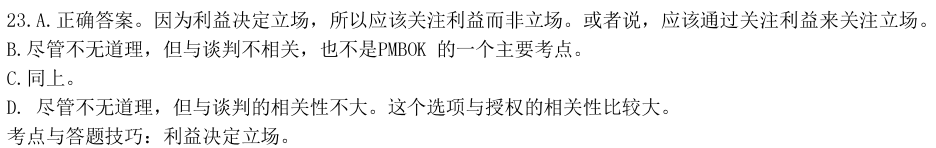 23.A.正确答案。因为利益决定立场，所以应该关注利益而非立场。或者说，应该通过关注利益来关注立场。
B.尽管不无道理，但与谈判不相关，也不是PMBOK 的一个主要考点。
C.同上。
D. 尽管不无道理，但与谈判的相关性不大。这个选项与授权的相关性比较大。
考点与答题技巧：利益决定立场。